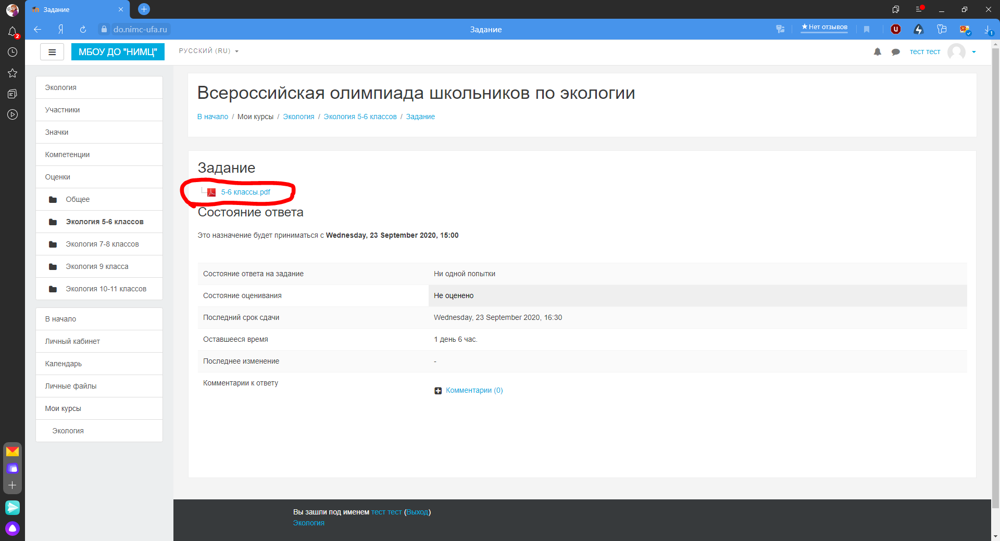 Задание
2
do.nimc-ufa.ru
Задание
★Нет отзывов
1
МБОУ ДО "НИМЦ"
РУССКИЙ (RU)
тест тест
Экология
Участники
Значки
Компетенции
Оценки
Общее
Экология 5-6 классов
Экология 7-8 классов
Экология 9 класса
Экология 10-11 классов
В начало
Личный кабинет
Календарь
Личные файлы
Мои курсы
Экология
Всероссийская олимпиада школьников по экологии
В начало / Мои курсы / Экология / Экология 5-6 классов / Задание
Задание
5-6 классы.pdf
Состояние ответа
Это назначение будет приниматься с Wednesday, 23 September 2020, 15:00
Состояние ответа на задание Ни одной попытки
Состояние оценивания Не оценено
Последний срок сдачи Wednesday, 23 September 2020, 16:30
Оставшееся время 1 день 6 час.
Последнее изменение -
Комментарии к ответу
Комментарии (0)
Вы зашли под именем тест тест (Выход)
Экология